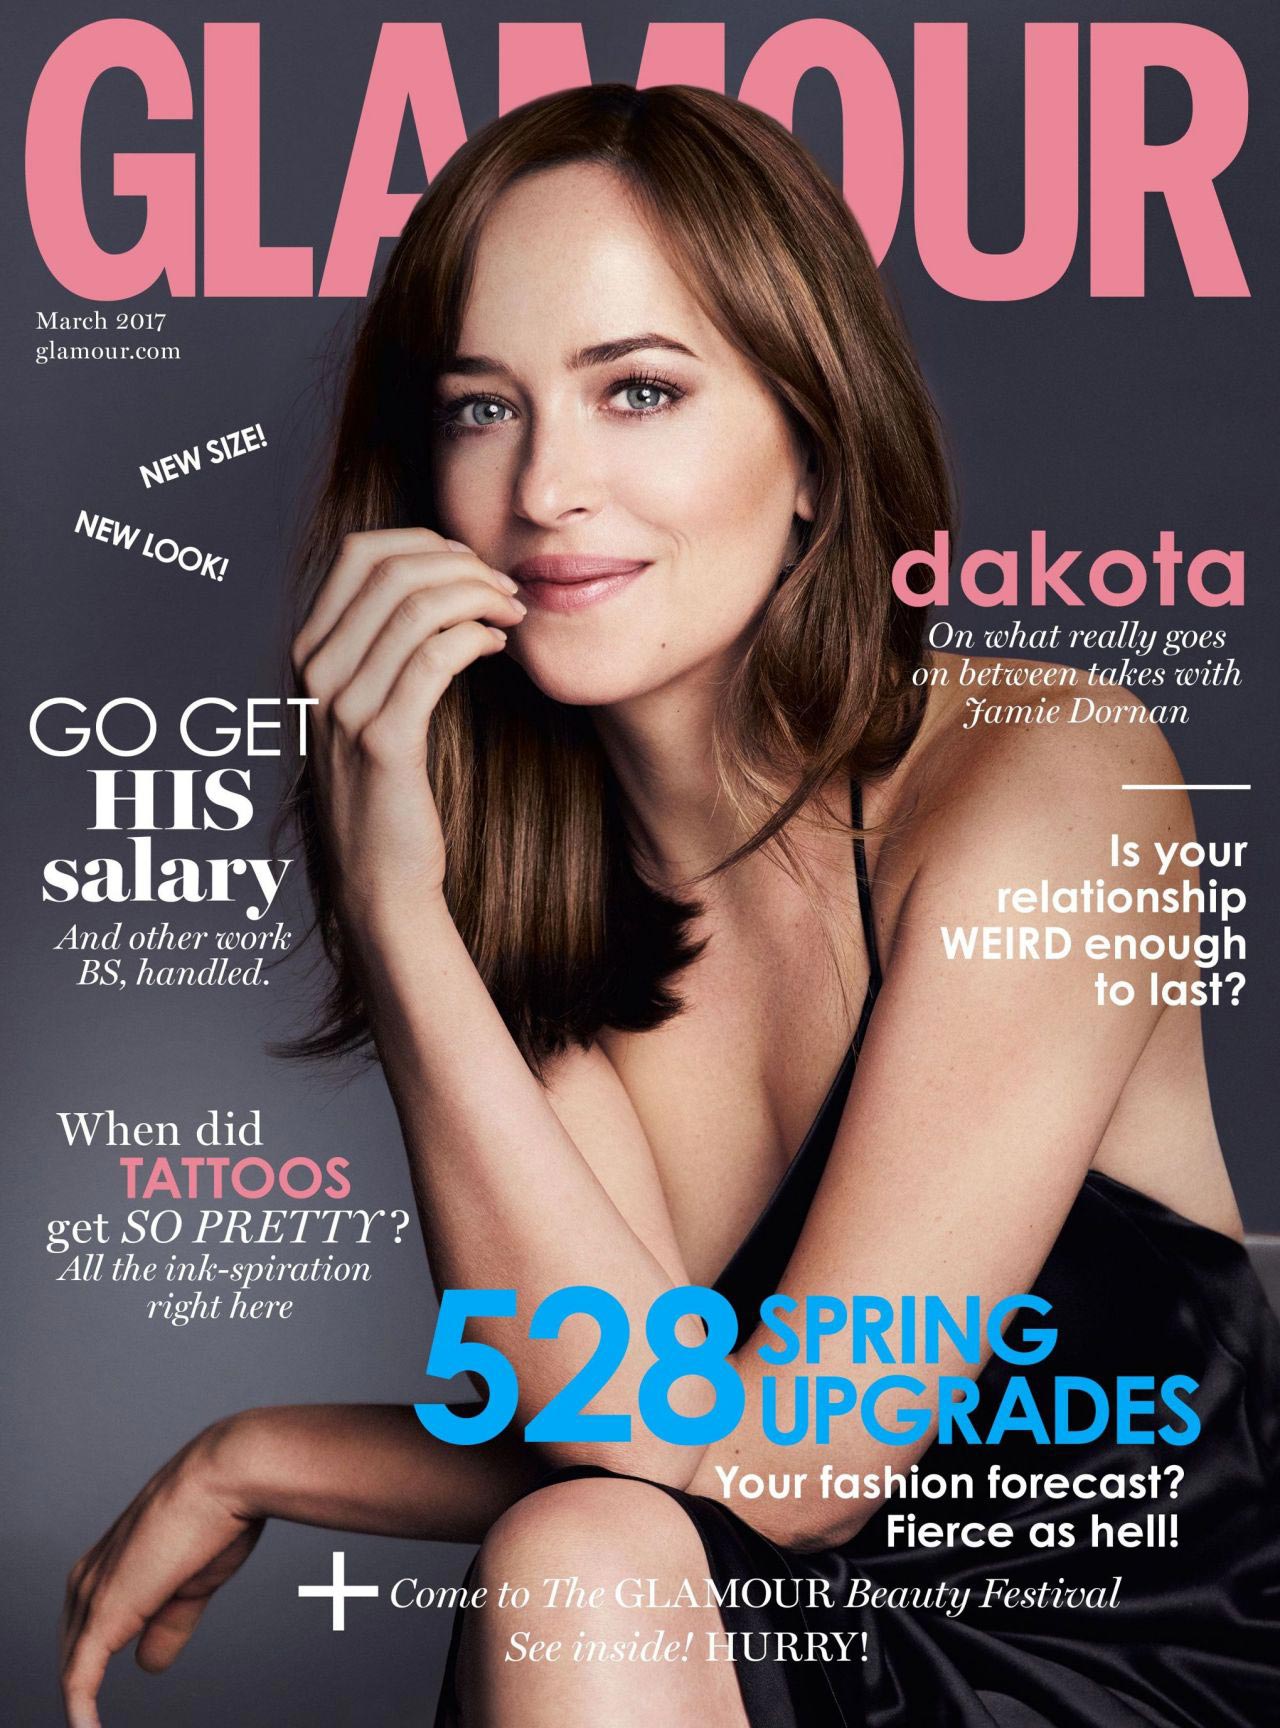 GLAMOUR
March 2017
glamour.com
NEW SIZE!
NEW LOOK!
dakota
On what really goes
on between takes with
Jamie Dornan
GO GET
HIS
salary
And other work
BS, handled.
Is your
relationship
WEIRD enough
to last?
When did
TATTOOS
get SO PRETTY?
All the ink-spiration
right here
528 SPRING
UPGRADES
Your fashion forecast?
Fierce as hell!
+ Come to The GLAMOUR Beauty Festival
See inside! HURRY!